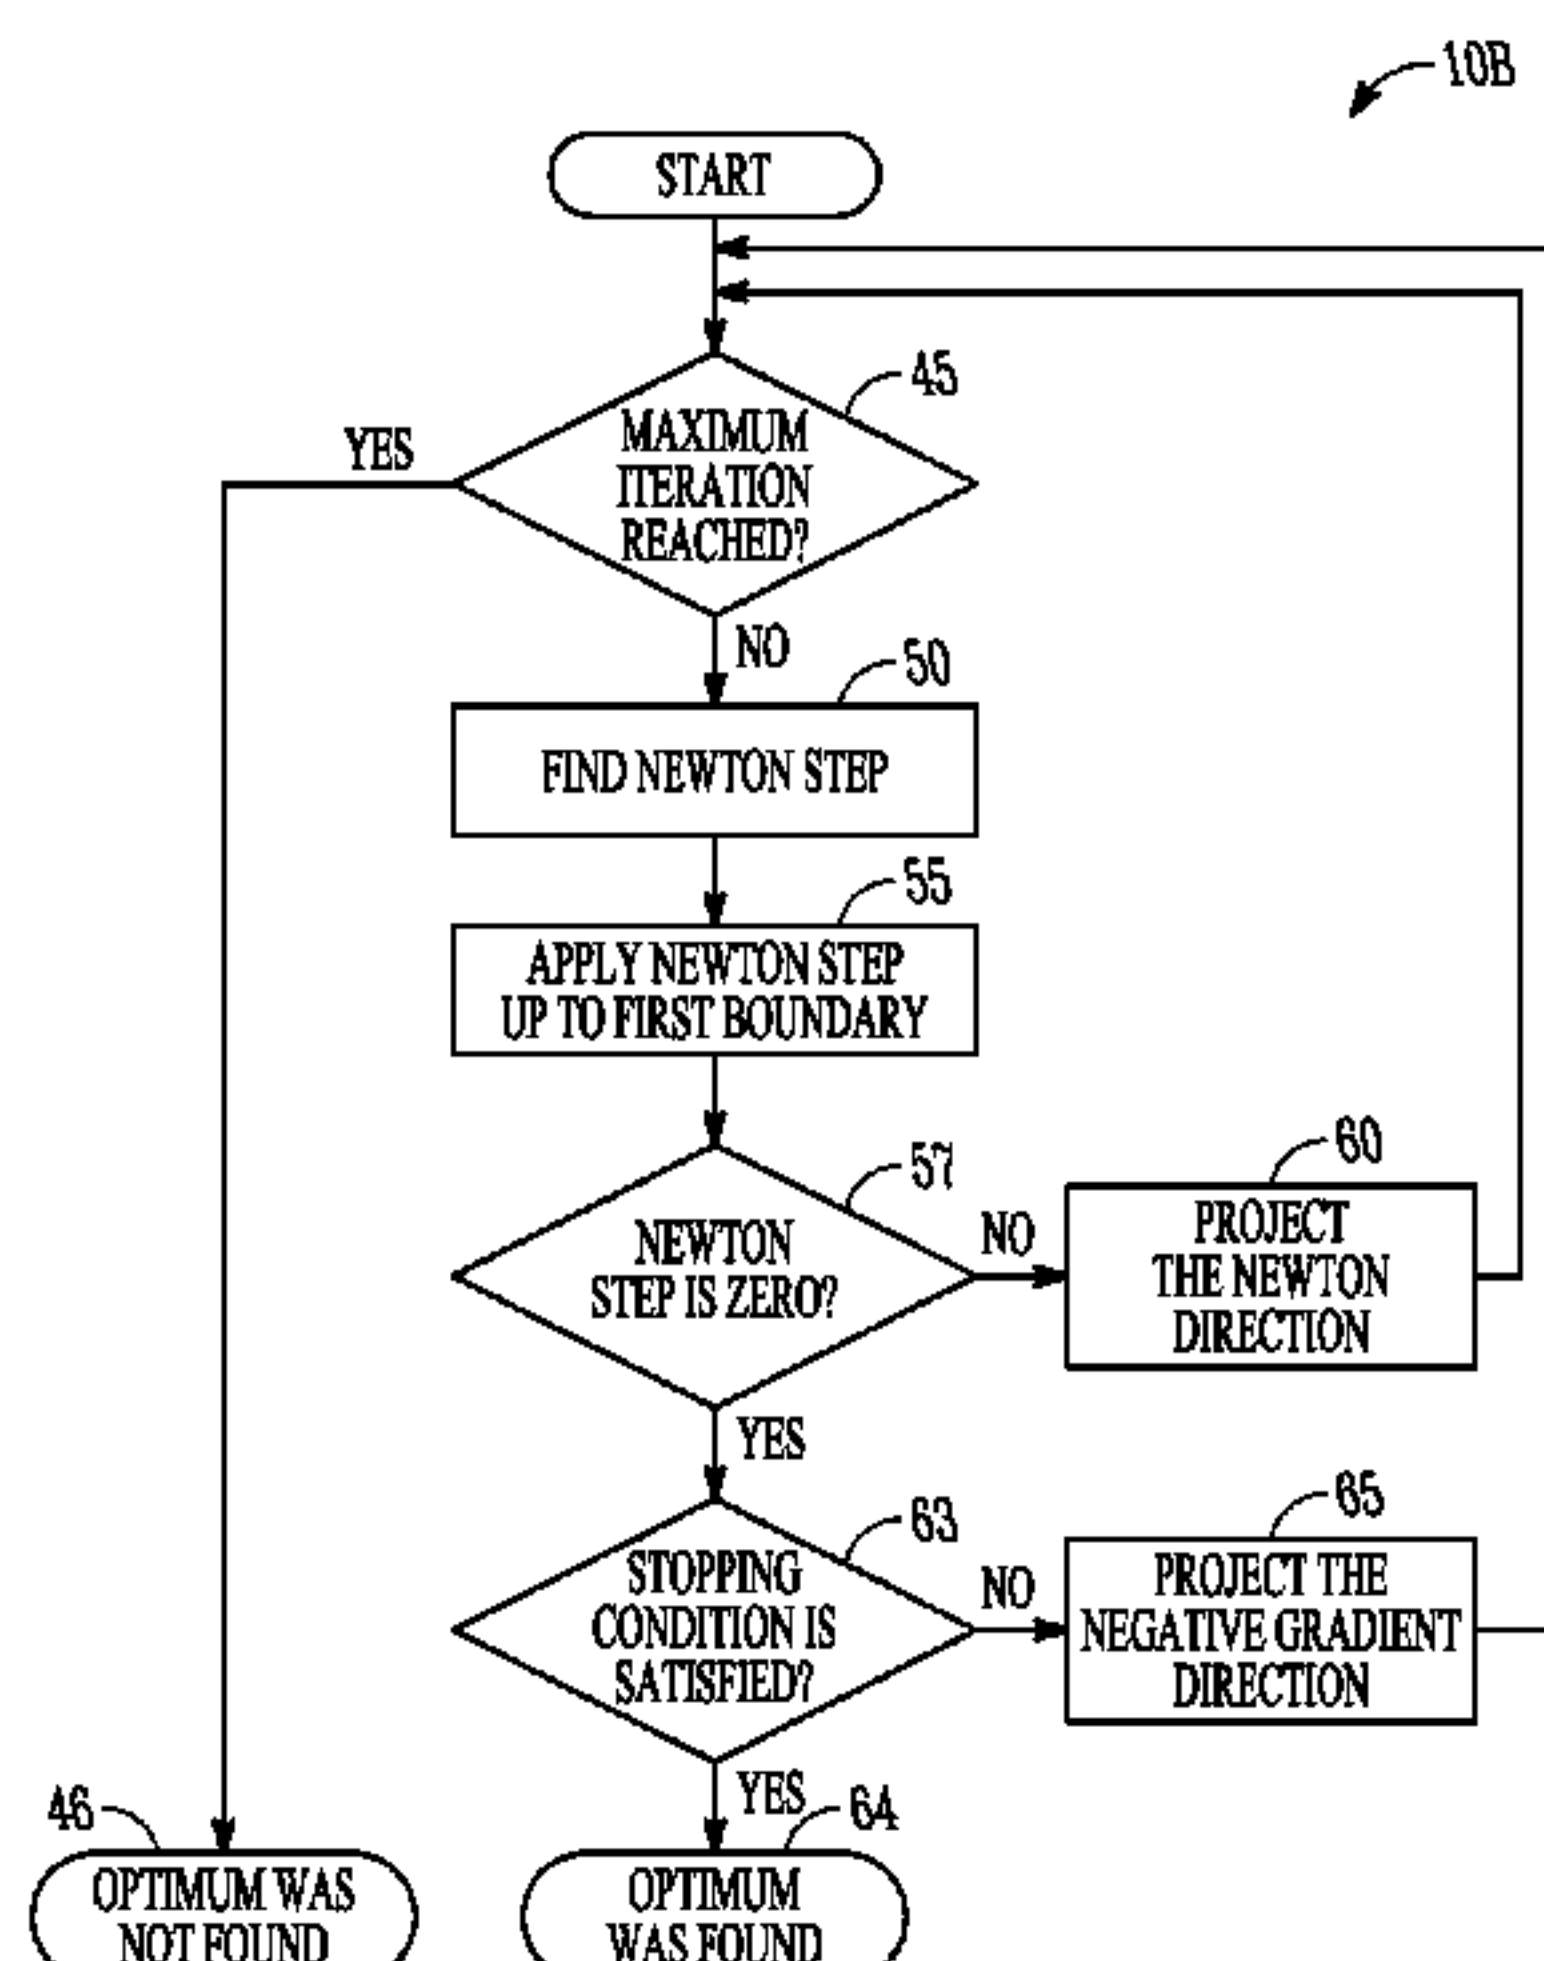 10B
START
45
YES
MAXIMUM
ITERATION
REACHED?
NO
50
FIND NEWTON STEP
55
APPLY NEWTON STEP
UP TO FIRST BOUNDARY
57
NEWTON
STEP IS ZERO?
NO
60
PROJECT
THE NEWTON
DIRECTION
YES
63
STOPPING
CONDITION IS
SATISFIED?
NO
65
PROJECT THE
NEGATIVE GRADIENT
DIRECTION
YES
46
OPTIMUM WAS
NOT FOUND
64
OPTIMUM
WAS FOUND